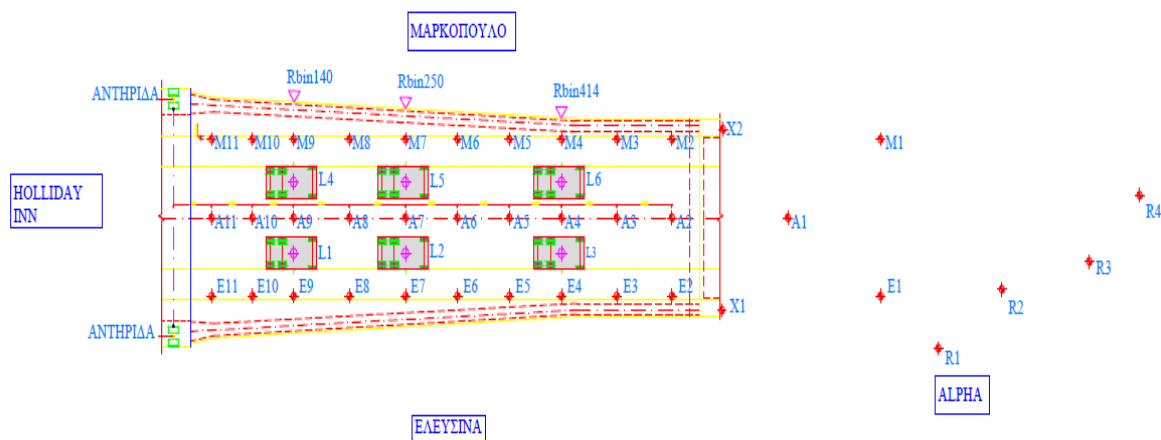 ΜΑΡΚΟΠΟΥΛΟ
Rbin140
Rbin250
Rbin414
ΑΝΤΗΡΙΔΑ
X2
M11
M10
M9
M8
M7
M6
M5
M4
M3
M2
M1
L4
L5
L6
HOLLIDAY
INN
R4
A11
A10
A9
A8
A7
A6
A5
A4
A3
A2
A1
L1
L2
L3
R3
E11
E10
E9
E8
E7
E6
E5
E4
E3
E2
E1
R2
X1
ΑΝΤΗΡΙΔΑ
R1
ALPHA
ΕΛΕΥΣΙΝΑ